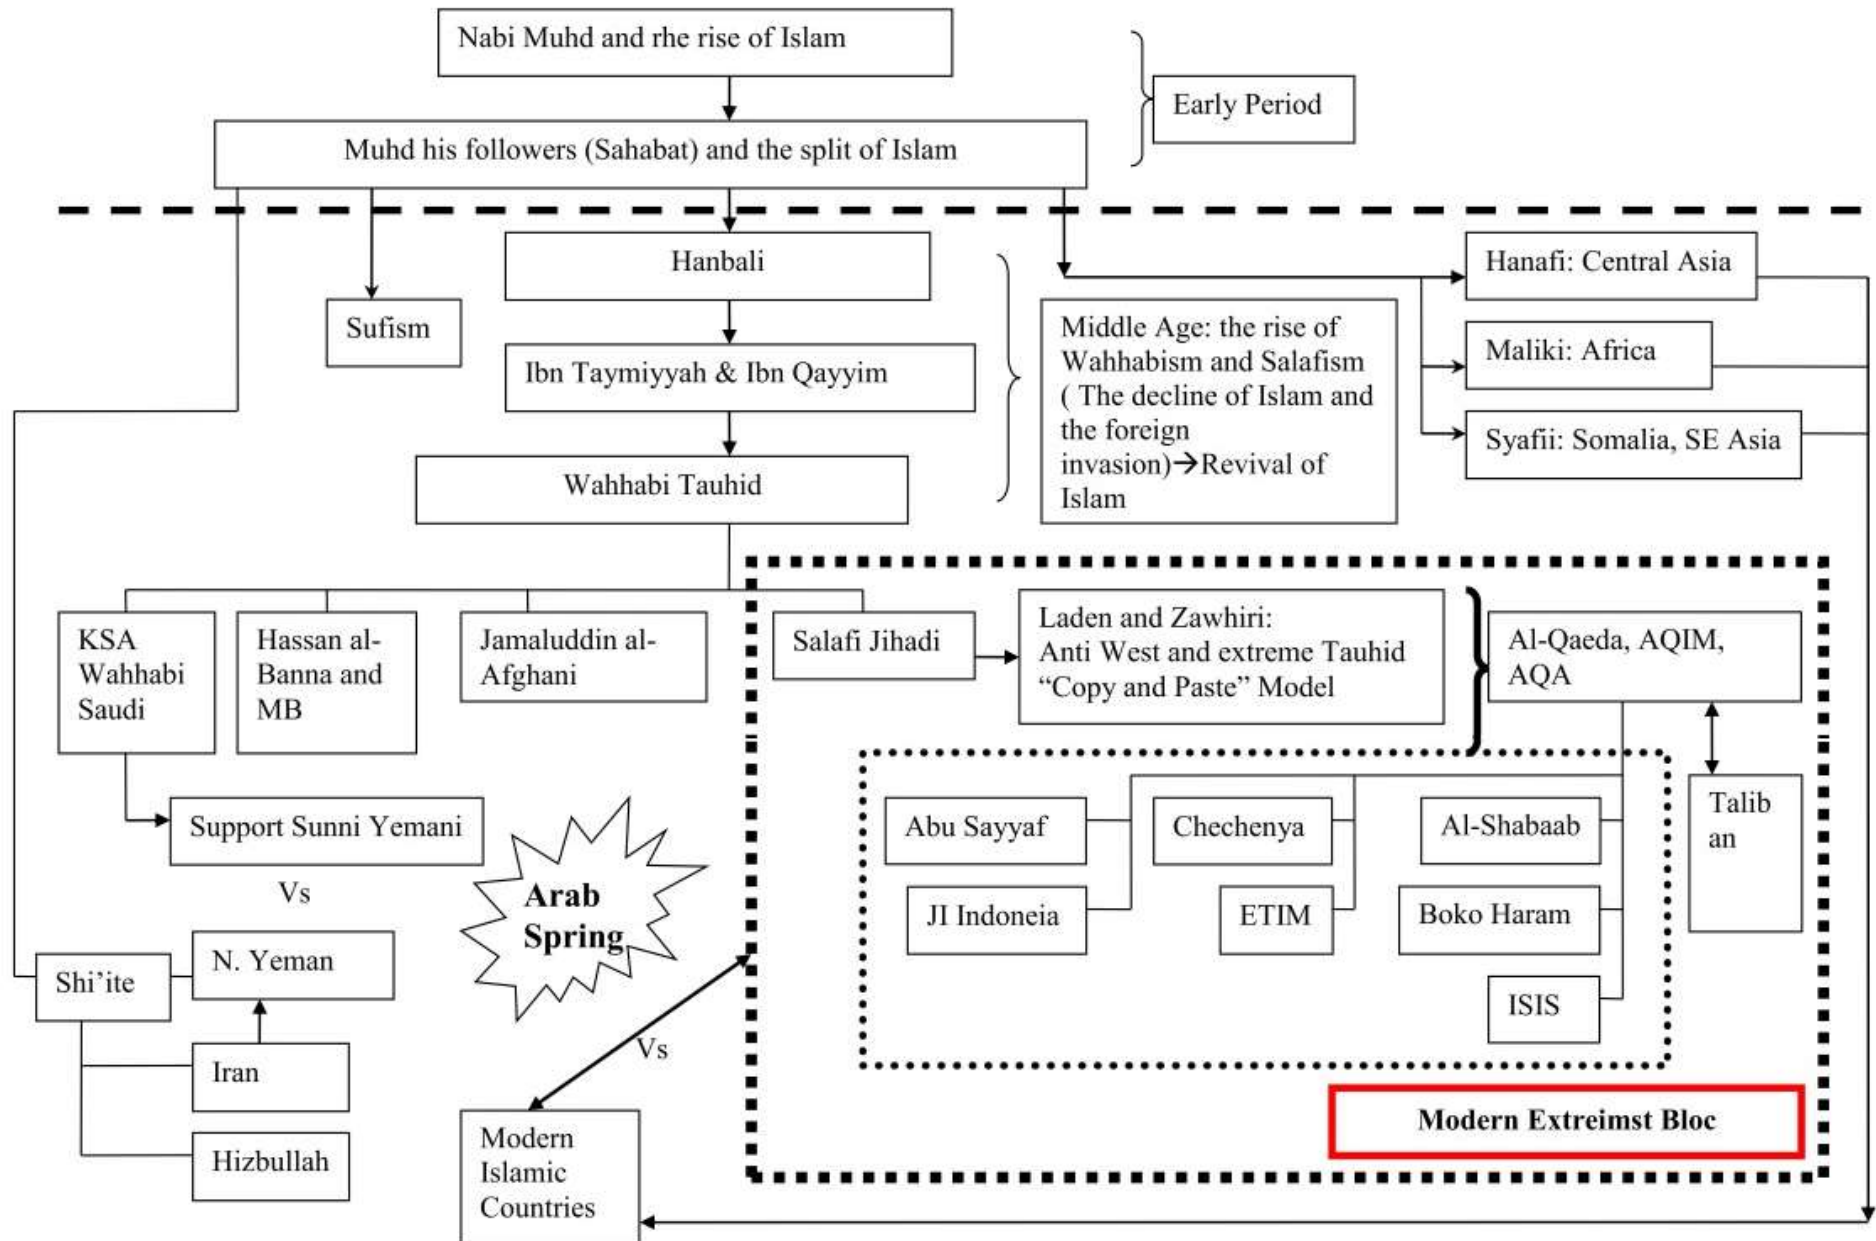 Nabi Muhd and rhe rise of Islam
Early Period
Muhd his followers (Sahabat) and the split of Islam
Hanbali
Hanafi: Central Asia
Sufism
Middle Age: the rise of
Wahhabism and Salafism
( The decline of Islam and
the foreign
invasion)→Revival of
Islam
Maliki: Africa
Ibn Taymiyyah & Ibn Qayyim
Syafii: Somalia, SE Asia
Wahhabi Tauhid
KSA
Wahhabi
Saudi
Hassan al-
Banna and
MB
Jamaluddin al-
Afghani
Salafi Jihadi
Laden and Zawhiri:
Anti West and extreme Tauhid
“Copy and Paste” Model
Al-Qaeda, AQIM,
AQA
Support Sunni Yemani
Vs
Arab
Spring
Abu Sayyaf
Chechenya
Al-Shabaab
Talib
an
JI Indoneia
ETIM
Boko Haram
ISIS
Shi’ite
N. Yeman
Iran
Hizbullah
Vs
Modern
Islamic
Countries
Modern Extreimst Bloc